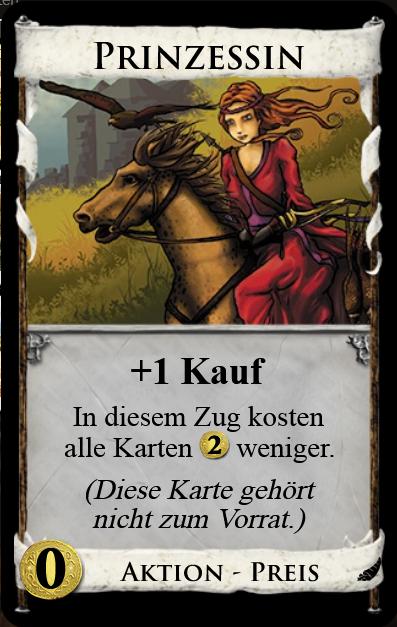 PRINZESSIN
+1 Kauf
In diesem Zug kosten
alle Karten 2 weniger.
(Diese Karte gehört
nicht zum Vorrat.)
0 AKTION - PREIS